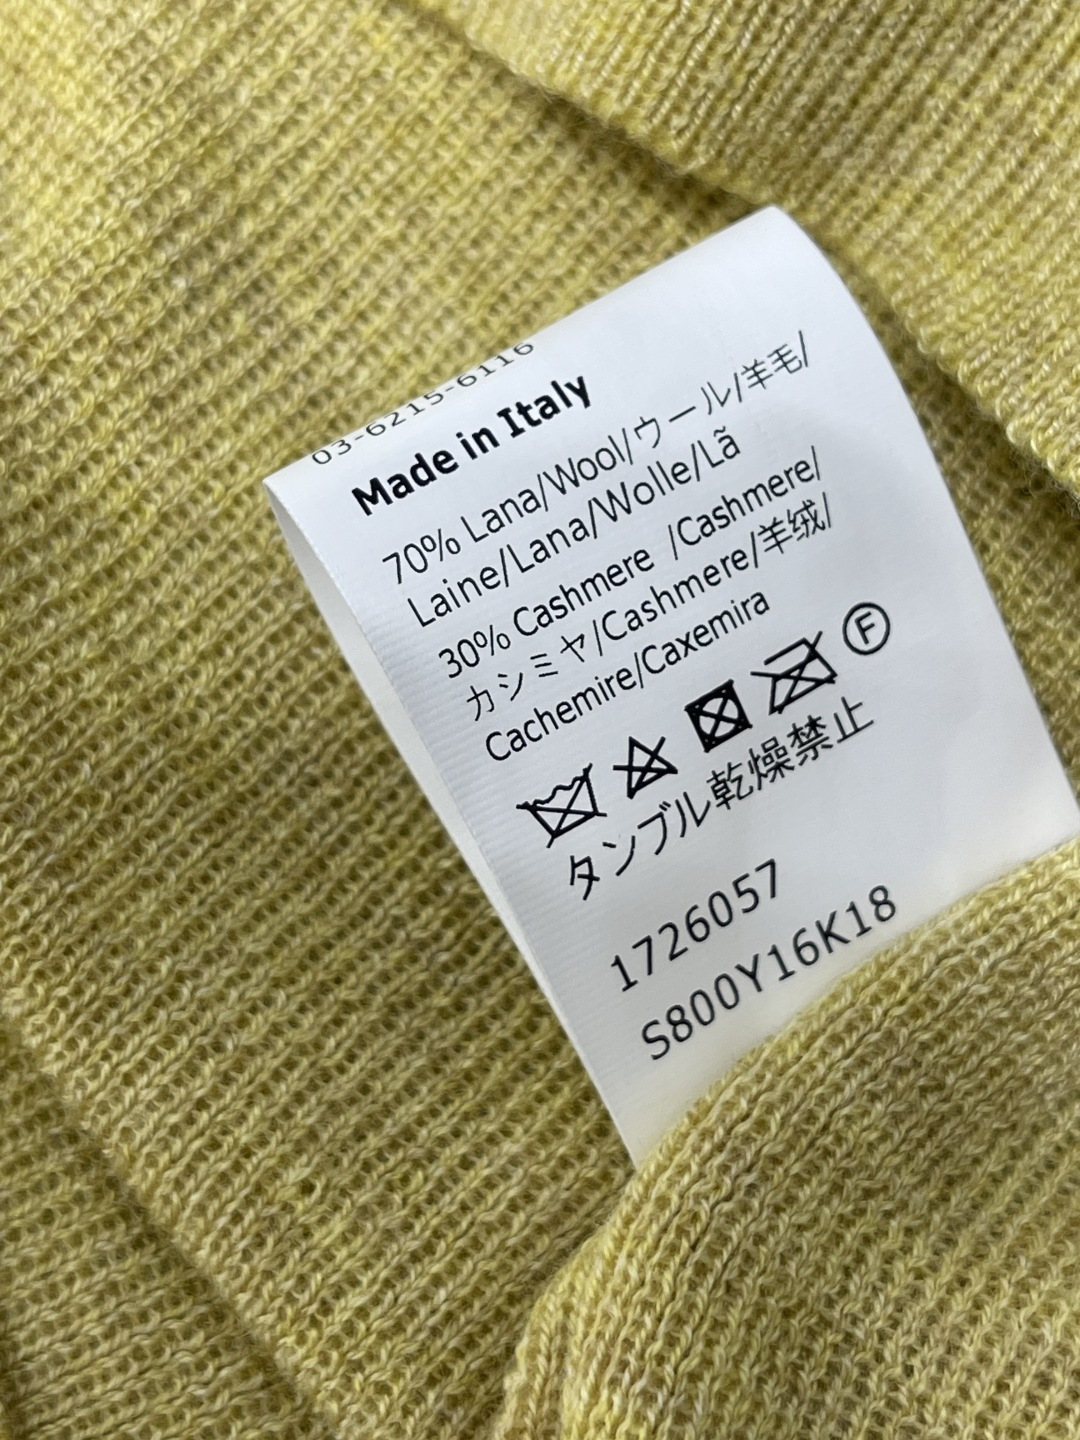 03-6215-6116
Made in Italy
70% Lana/Wool/ウール/羊毛/
Laine/Lana/Wolle/Lã
30% Cashmere /Cashmere/
カシミヤ/Cashmere/羊绒/
Cachemire/Caxemira
F
タンブル乾燥禁止
1726057
S800Y16K18